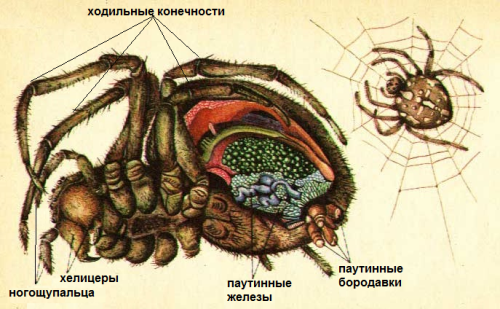 ходильные конечности
хелицеры
ногощупальца
паутинные
железы
паутинные
бородавки